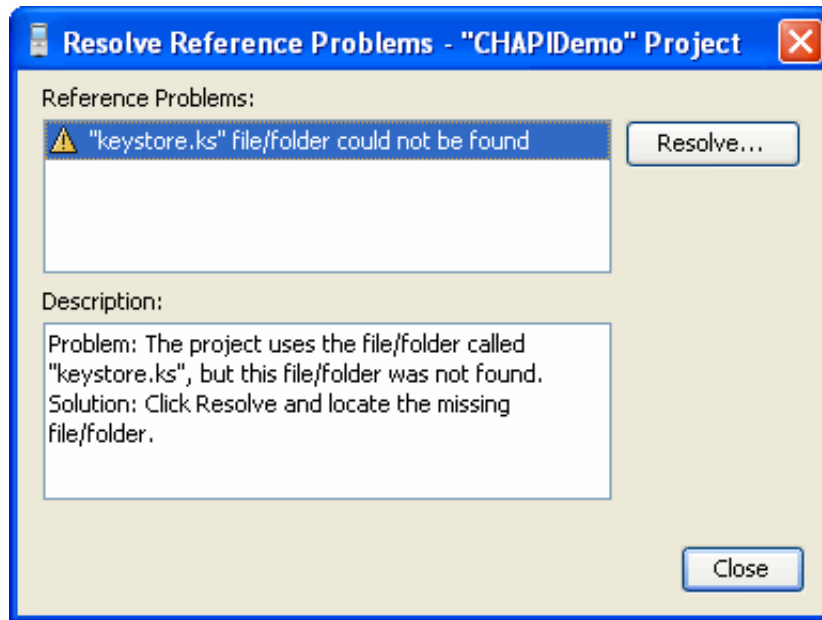 Resolve Reference Problems - "CHAPIDemo" Project
Reference Problems:
"keystore.ks" file/folder could not be found
Resolve...
Description:
Problem: The project uses the file/folder called
"keystore.ks", but this file/folder was not found.
Solution: Click Resolve and locate the missing
file/folder.
Close